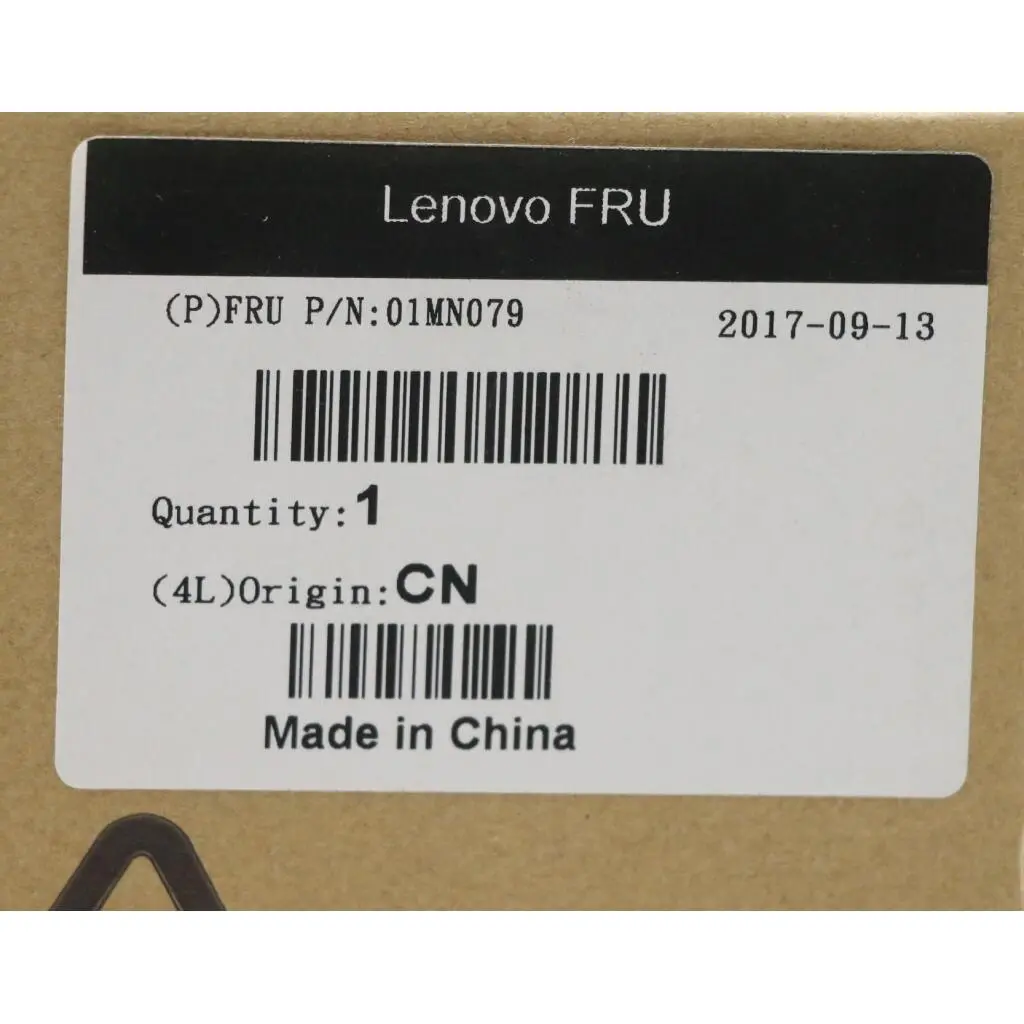 Lenovo FRU
(P)FRU P/N:01MN079 2017-09-13
Quantity:1
(4L)Origin:CN
Made in China